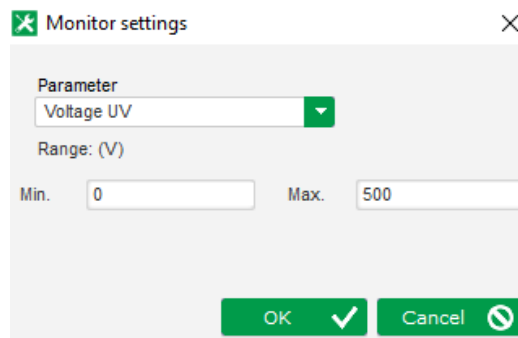 Monitor settings
Parameter
Voltage UV
Range: (V)
Min. 0 Max. 500
OK Cancel